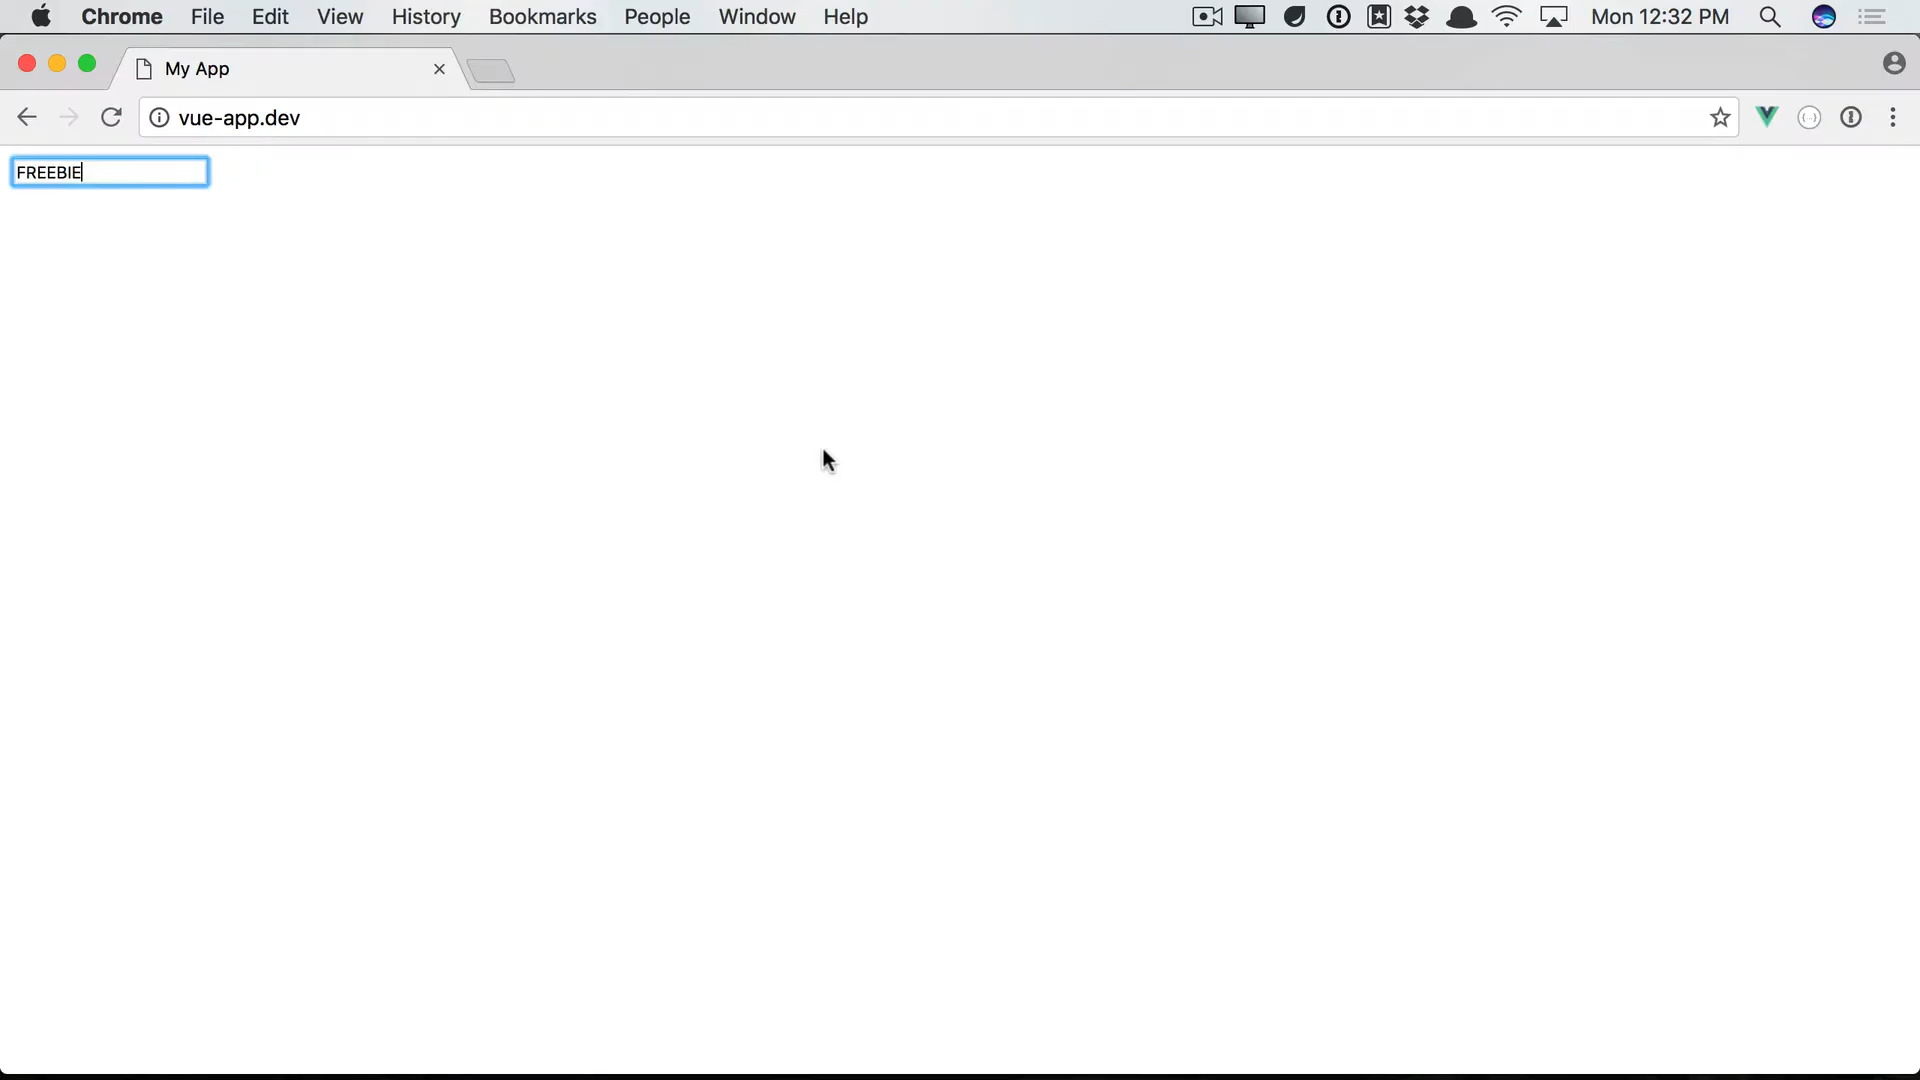 Chrome File Edit View History Bookmarks People Window Help Mon 12:32 PM
My App
vue-app.dev
FREEBIE